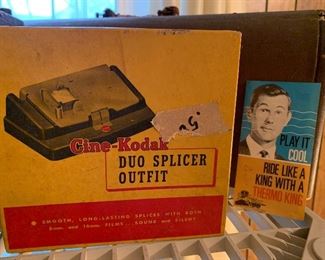 Cine-Kodak
DUO SPLICER
OUTFIT
SMOOTH, LONG-LASTING SPLICES WITH BOTH
8mm. and 16mm. FILMS... SOUND and SILENT
PLAY IT
COOL
RIDE LIKE A
KING WITH A
THERMO KING